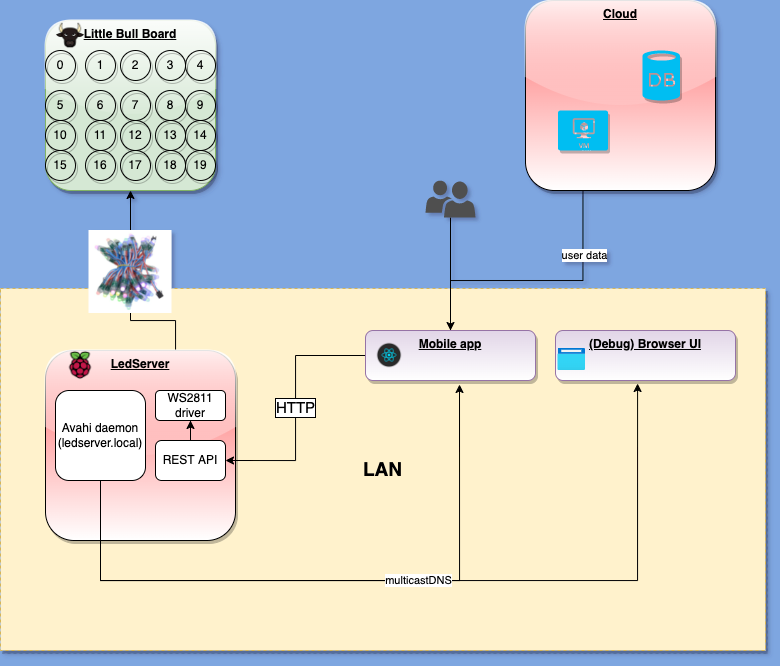 Little Bull Board
0 1 2 3 4
5 6 7 8 9
10 11 12 13 14
15 16 17 18 19
Cloud
DB
VM
user data
LedServer
Avahi daemon
(ledserver.local)
WS2811
driver
REST API
HTTP
Mobile app
(Debug) Browser UI
LAN
multicastDNS